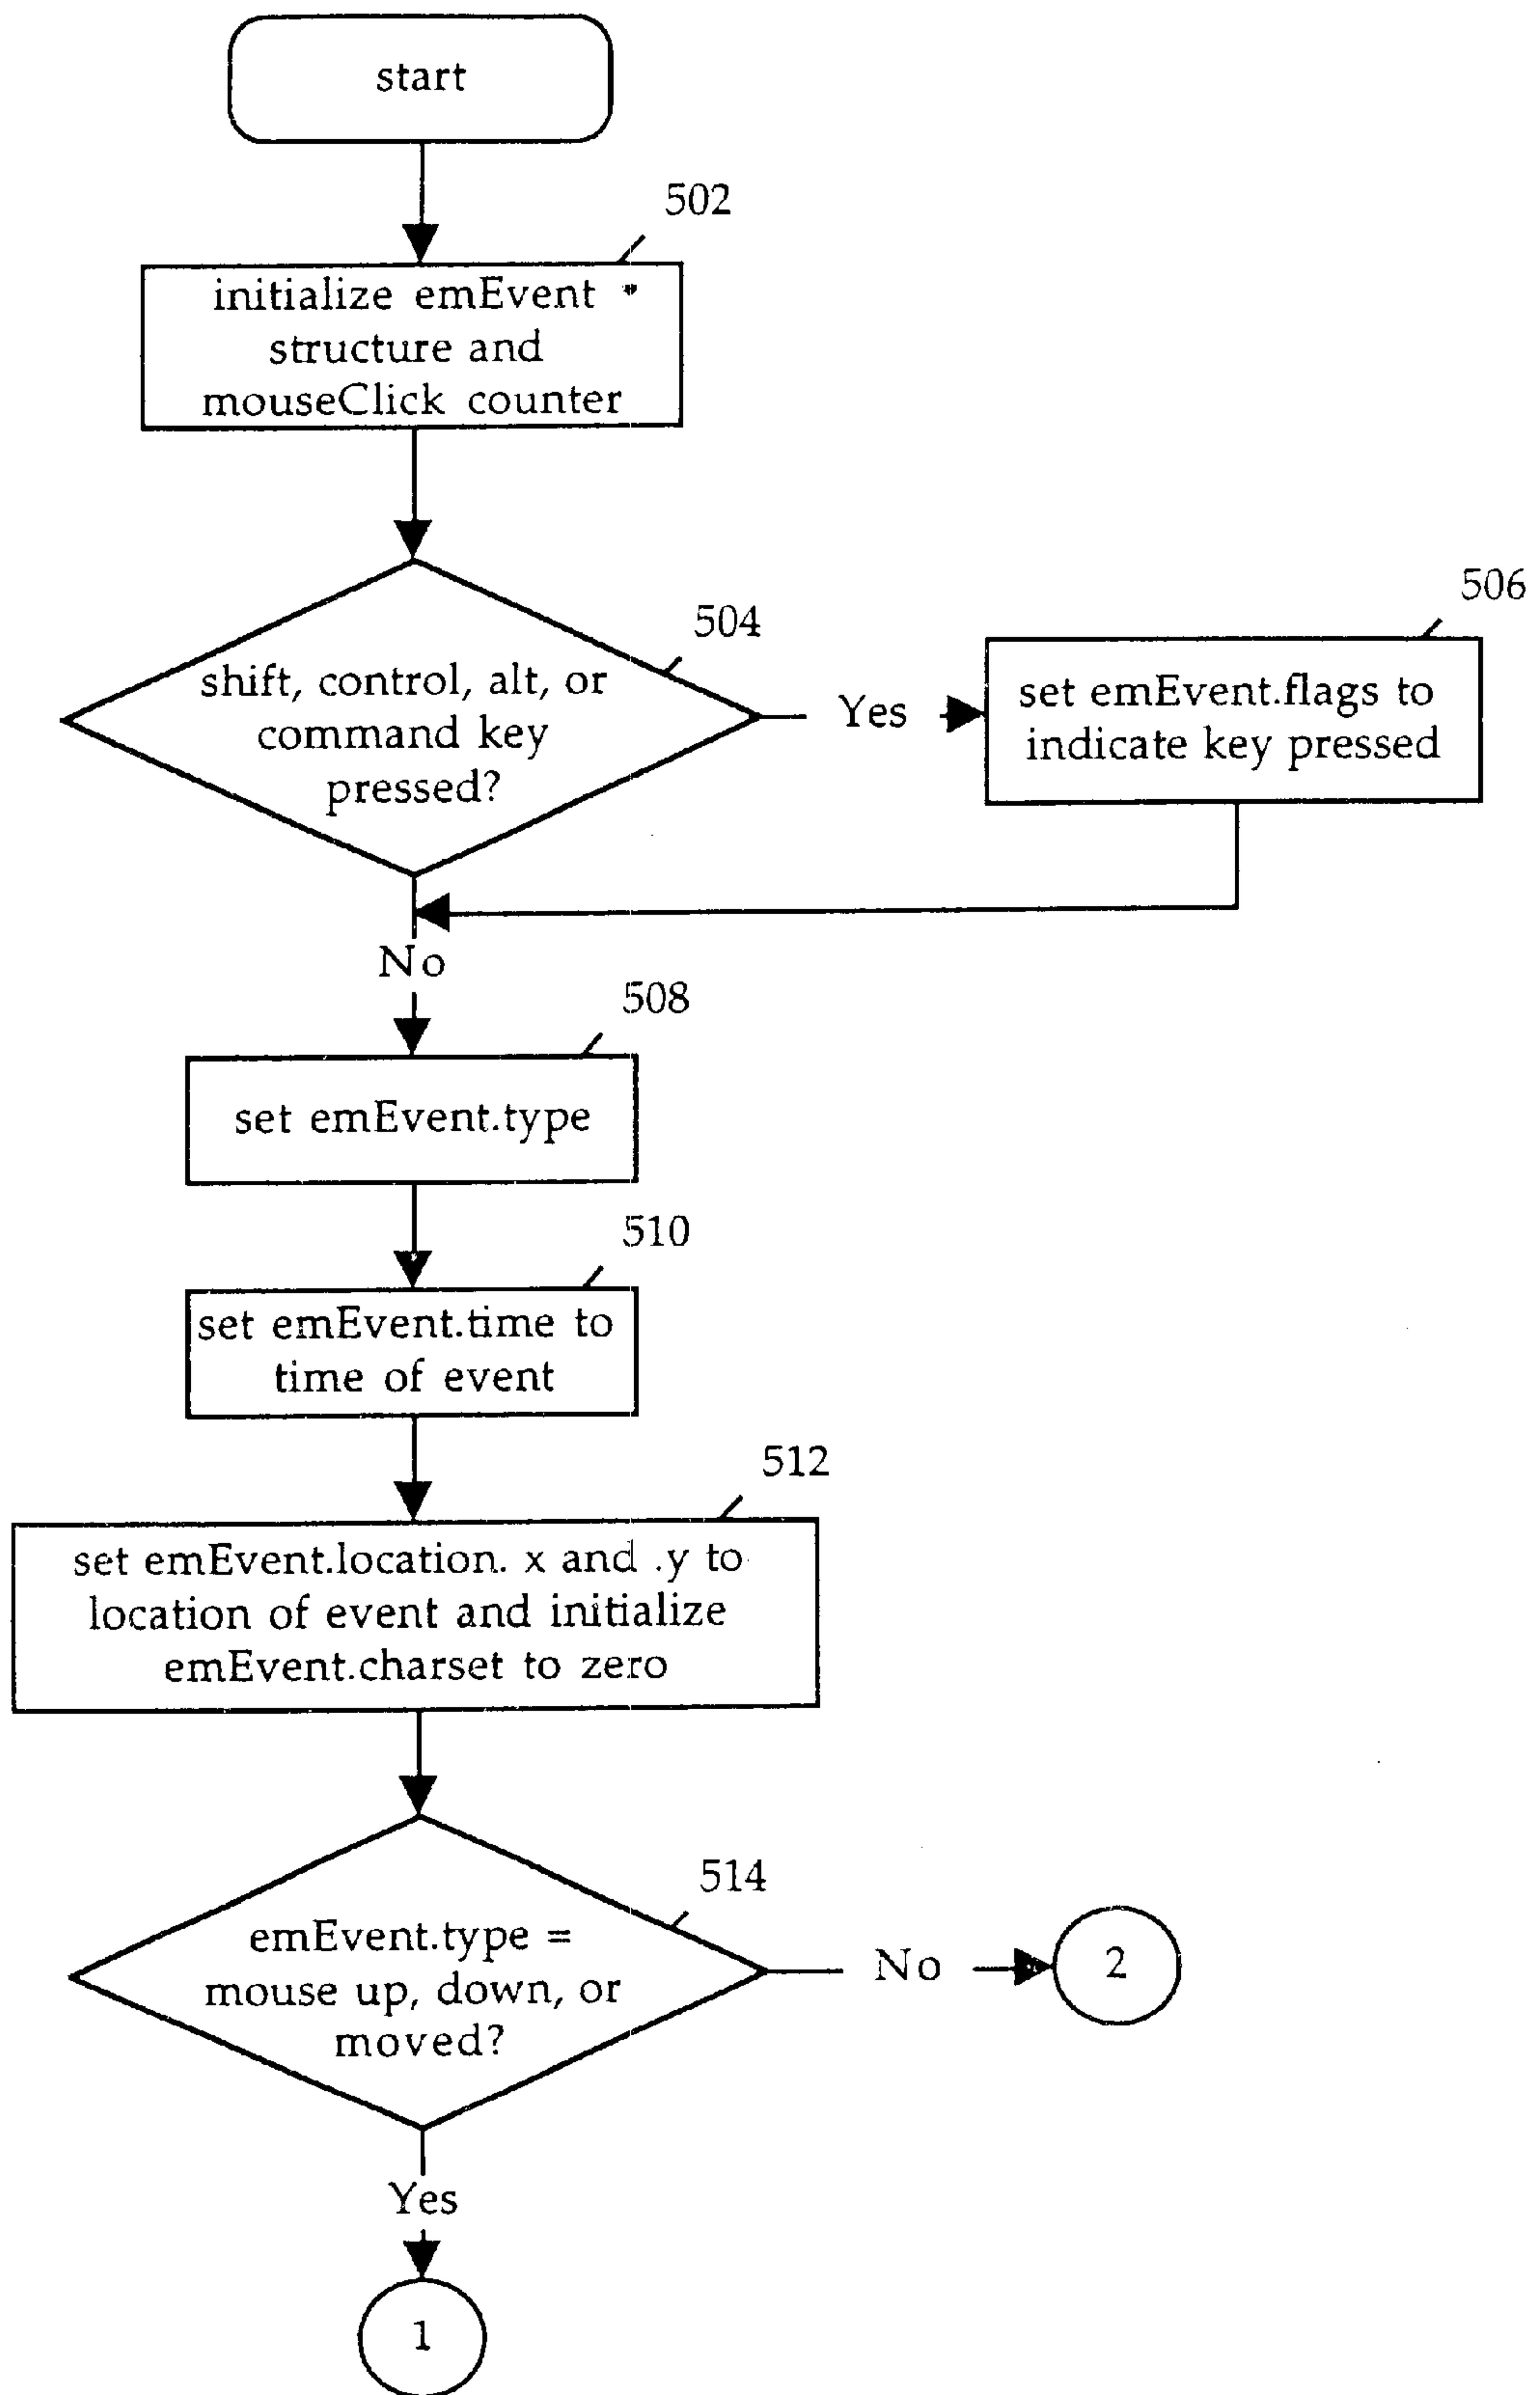 start
502
initialize emEvent
structure and
mouseClick counter
504
shift, control, alt, or
command key
pressed?
Yes
506
set emEvent.flags to
indicate key pressed
No
508
set emEvent.type
510
set emEvent.time to
time of event
512
set emEvent.location. x and .y to
location of event and initialize
emEvent.charset to zero
514
emEvent.type =
mouse up, down, or
moved?
No
2
Yes
1